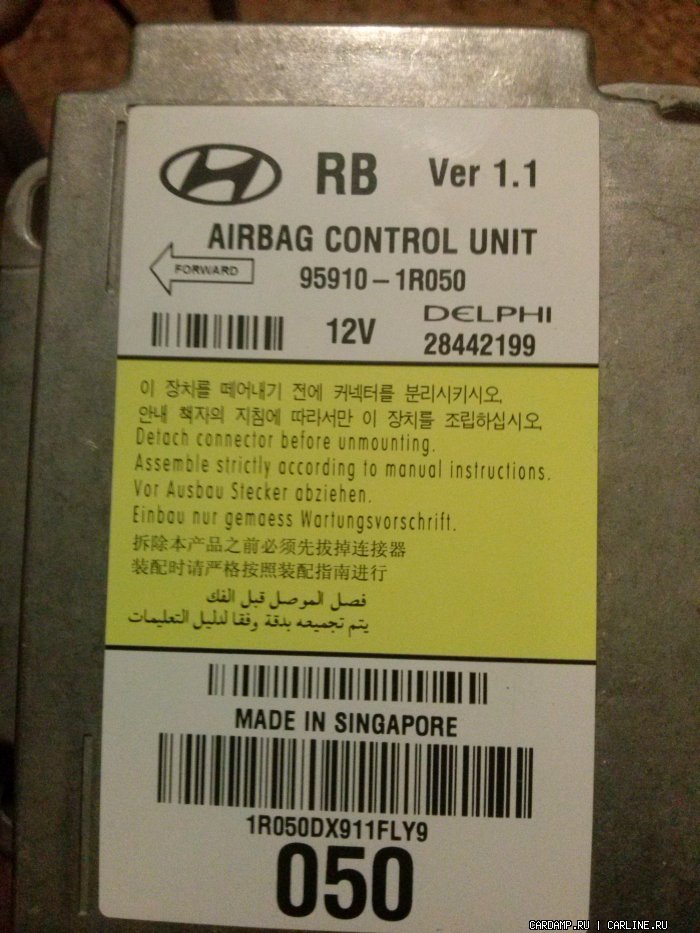 RB Ver 1.1
AIRBAG CONTROL UNIT
FORWARD
95910-1R050
12V
DELPHI
28442199
이 장치를 떼어내기 전에 커넥터를 분리시키시오.
안내 책자의 지침에 따라서만 이 장치를 조립하십시오.
Detach connector before unmounting.
Assemble strictly according to manual instructions.
Vor Ausbau Stecker abziehen.
Einbau nur gemaess Wartungsvorschrift.
拆除本产品之前必须先拔掉连接器
装配时请严格按照装配指南进行
فصل الموصل قبل الفك
يتم تجميعه بدقة وفقا لدليل التعليمات
MADE IN SINGAPORE
1R050DX911FLY9
050
CARDAMP.RU | CARLINE.RU